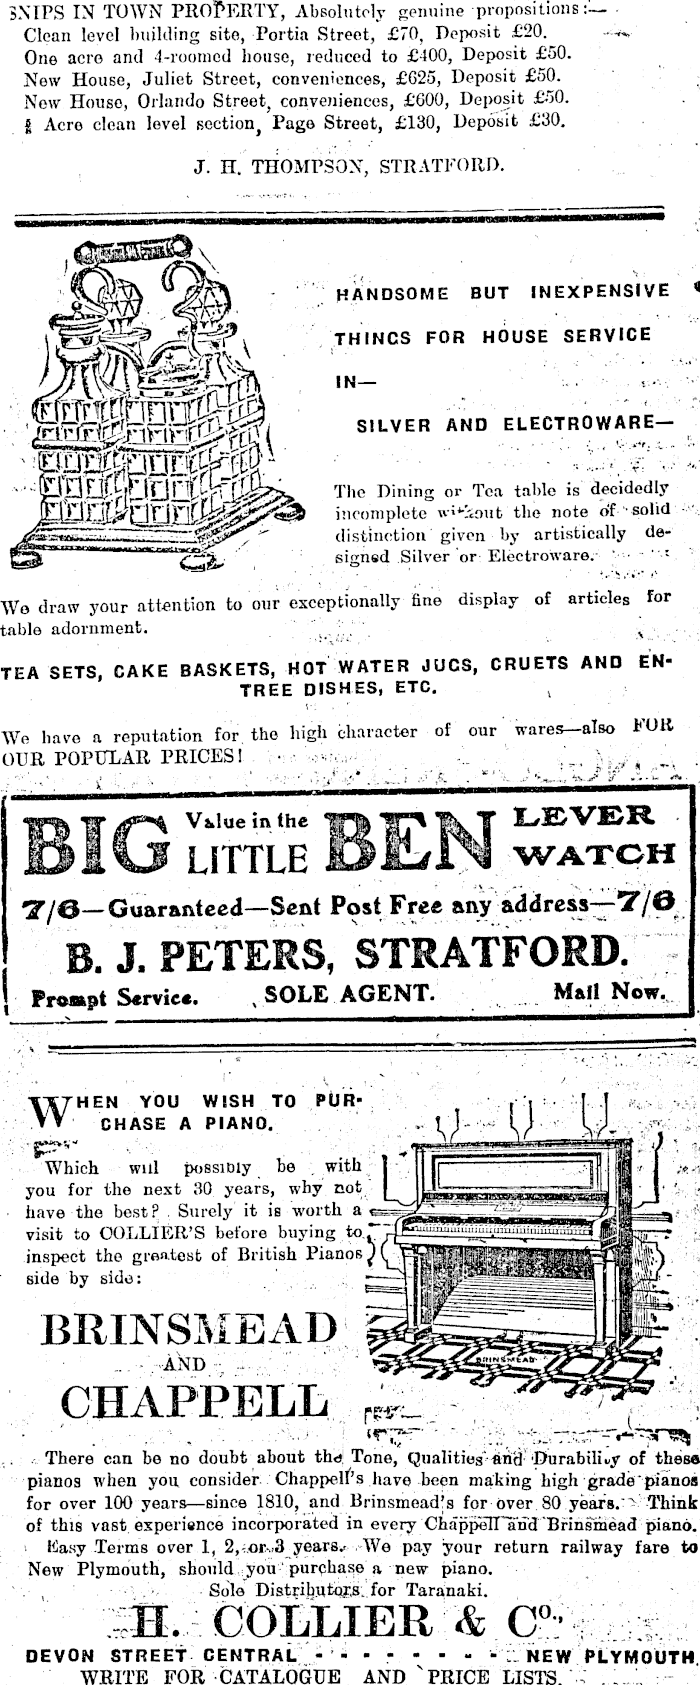 SNIPS IN TOWN PROPERTY, Absolutely genuine propositions:—
Clean level building site, Portia Street, £70, Deposit £20.
One acre and 4-roomed house, reduced to £400, Deposit £50.
New House, Juliet Street, conveniences, £625, Deposit £50.
New House, Orlando Street, conveniences, £600, Deposit £50.
Acre clean level section, Page Street, £130, Deposit £30.
J. H. THOMPSON, STRATFORD.
HANDSOME BUT INEXPENSIVE
THINGS FOR HOUSE SERVICE
IN—
SILVER AND ELECTROWARE—
The Dining or Tea table is decidedly
incomplete without the note of solid
distinction given by artistically de-
signed Silver or Electroware.
We draw your attention to our exceptionally fine display of articles for
table adornment.
TEA SETS, CAKE BASKETS, HOT WATER JUGS, CRUETS AND EN-
TREE DISHES, ETC.
We have a reputation for the high character of our wares—also FOR
OUR POPULAR PRICES!
BIG Value in the LITTLE BEN LEVER WATCH
7/6—Guaranteed—Sent Post Free any address—7/6
B. J. PETERS, STRATFORD.
Prompt Service. SOLE AGENT. Mail Now.
WHEN YOU WISH TO PUR-
CHASE A PIANO.
Which will possibly be with
you for the next 30 years, why not
have the best? Surely it is worth a
visit to COLLIER'S before buying to
inspect the greatest of British Pianos
side by side:
BRINSMEAD
AND
CHAPPELL
BRINSMEAD
There can be no doubt about the Tone, Qualities and Durability of these
pianos when you consider Chappell's have been making high grade pianos
for over 100 years—since 1810, and Brinsmead's for over 80 years. Think
of this vast experience incorporated in every Chappell and Brinsmead piano.
Easy Terms over 1, 2, or 3 years. We pay your return railway fare to
New Plymouth, should you purchase a new piano.
Sole Distributors for Taranaki.
H. COLLIER & Co.,
DEVON STREET CENTRAL - - - - - - - - NEW PLYMOUTH.
WRITE FOR CATALOGUE AND PRICE LISTS.